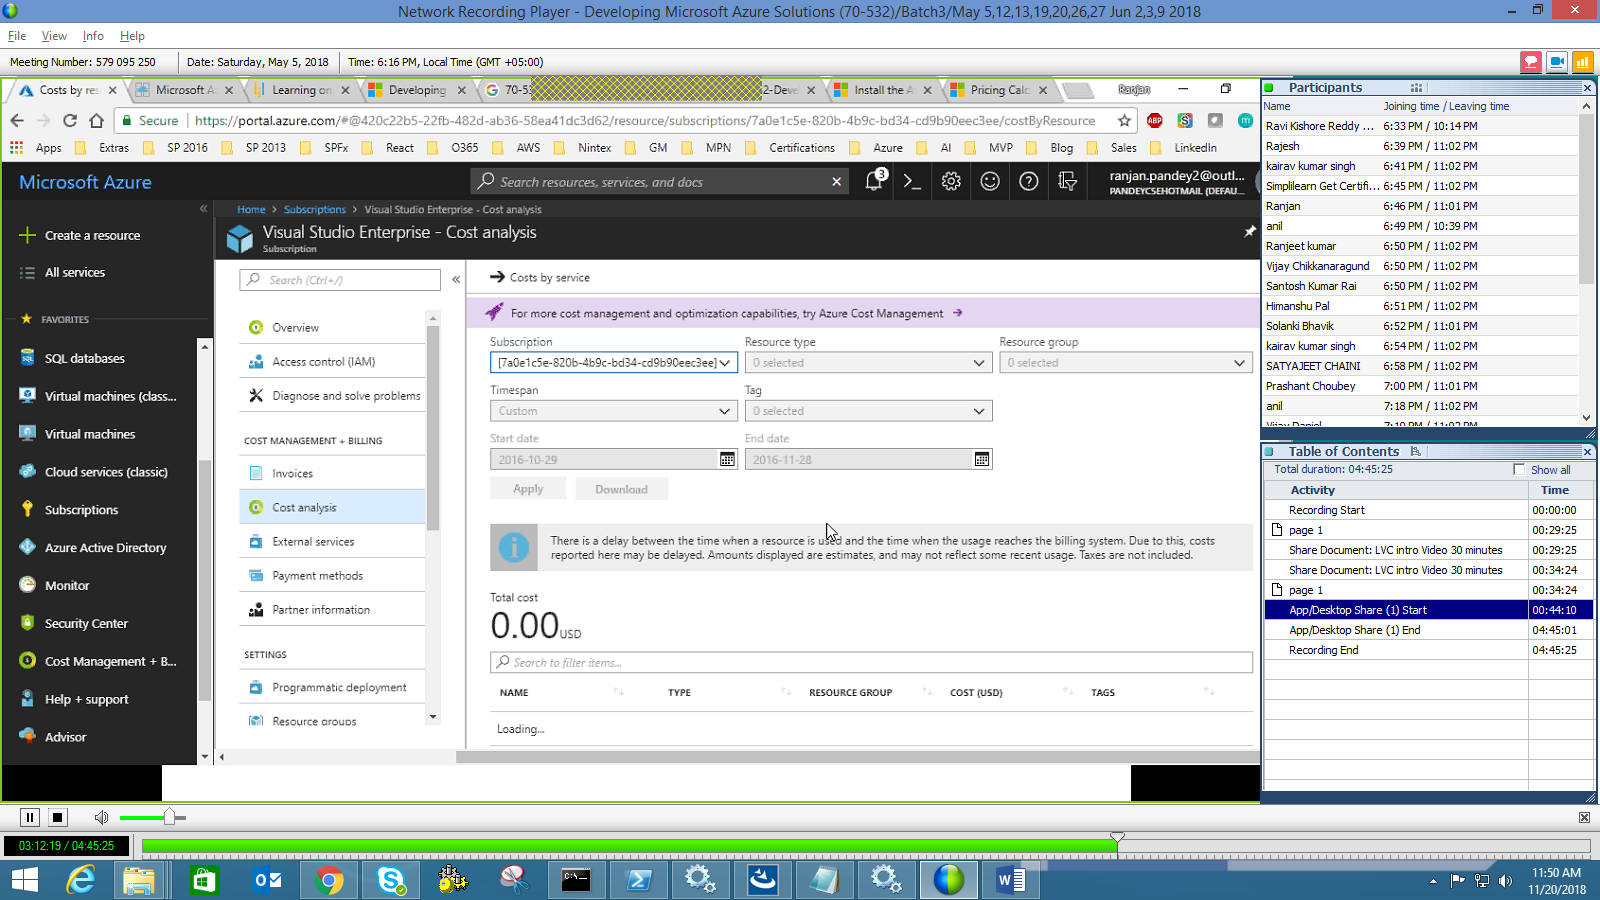 Network Recording Player - Developing Microsoft Azure Solutions (70-532)/Batch3/May 5,12,13,19,20,26,27 Jun 2,3,9 2018
File View Info Help
Meeting Number: 579 095 250 Date: Saturday, May 5, 2018 Time: 6:16 PM, Local Time (GMT +05:00)
Costs by re Microsoft A Learning on Developing 70-53 2-Devel Install the A Pricing Calc Ranjan
Secure https://portal.azure.com/#@420c22b5-22fb-482d-ab36-58ea41dc3d62/resource/subscriptions/7a0e1c5e-820b-4b9c-bd34-cd9b90eec3ee/costByResource
Apps Extras SP 2016 SP 2013 SPFx React O365 AWS Nintex GM MPN Certifications Azure AI MVP Blog Sales LinkedIn
Microsoft Azure
Search resources, services, and docs
3
ranjan.pandey2@outl...
PANDEYCSEHOTMAIL (DEFAU...
Home > Subscriptions > Visual Studio Enterprise - Cost analysis
Visual Studio Enterprise - Cost analysis
Subscription
Create a resource
All services
FAVORITES
SQL databases
Virtual machines (class...
Virtual machines
Cloud services (classic)
Subscriptions
Azure Active Directory
Monitor
Security Center
Cost Management + B...
Help + support
Advisor
Search (Ctrl+/)
Overview
Access control (IAM)
Diagnose and solve problems
COST MANAGEMENT + BILLING
Invoices
Cost analysis
External services
Payment methods
Partner information
SETTINGS
Programmatic deployment
Resource groups
Costs by service
For more cost management and optimization capabilities, try Azure Cost Management
Subscription Resource type Resource group
[7a0e1c5e-820b-4b9c-bd34-cd9b90eec3ee] 0 selected 0 selected
Timespan Tag
Custom 0 selected
Start date End date
2016-10-29 2016-11-28
Apply Download
There is a delay between the time when a resource is used and the time when the usage reaches the billing system. Due to this, costs
reported here may be delayed. Amounts displayed are estimates, and may not reflect some recent usage. Taxes are not included.
Total cost
0.00USD
Search to filter items...
NAME TYPE RESOURCE GROUP COST (USD) TAGS
Loading...
Participants
Name Joining time / Leaving time
Ravi Kishore Reddy ... 6:33 PM / 10:14 PM
Rajesh 6:39 PM / 11:02 PM
kairav kumar singh 6:41 PM / 11:02 PM
Simplilearn Get Certifi... 6:45 PM / 11:02 PM
Ranjan 6:46 PM / 11:01 PM
anil 6:49 PM / 10:39 PM
Ranjeet kumar 6:50 PM / 11:02 PM
Vijay Chikkanaragund 6:50 PM / 11:02 PM
Santosh Kumar Rai 6:50 PM / 11:02 PM
Himanshu Pal 6:51 PM / 11:02 PM
Solanki Bhavik 6:52 PM / 11:01 PM
kairav kumar singh 6:54 PM / 11:02 PM
SATYAJEET CHAINI 6:58 PM / 11:02 PM
Prashant Choubey 7:00 PM / 11:01 PM
anil 7:18 PM / 11:02 PM
Vijay Daniel 7:19 PM / 11:02 PM
Table of Contents
Total duration: 04:45:25 Show all
Activity Time
Recording Start 00:00:00
page 1 00:29:25
Share Document: LVC intro Video 30 minutes 00:29:25
Share Document: LVC intro Video 30 minutes 00:34:24
page 1 00:34:24
App/Desktop Share (1) Start 00:44:10
App/Desktop Share (1) End 04:45:01
Recording End 04:45:25
03:12:19 / 04:45:25
11:50 AM
11/20/2018